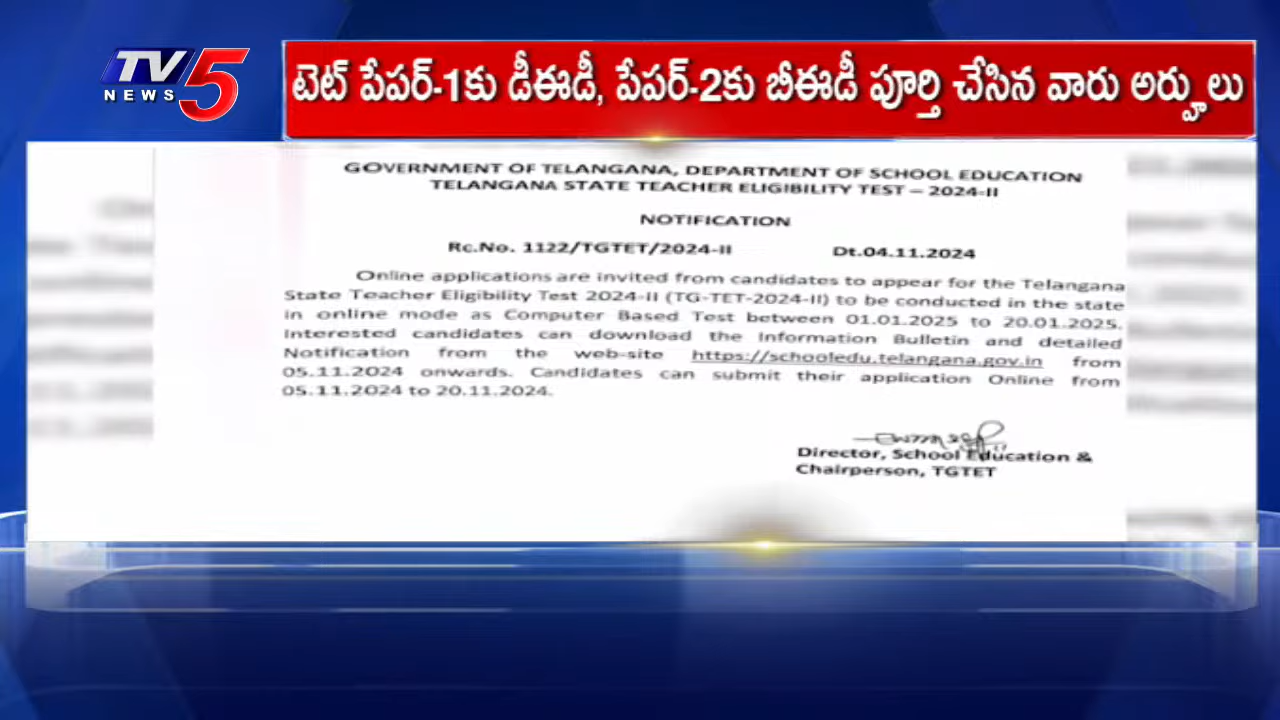 TV5
NEWS
టెట్ పేపర్-1కు డీఈడీ, పేపర్-2కు బీఈడీ పూర్తి చేసిన వారు అర్హులు
GOVERNMENT OF TELANGANA, DEPARTMENT OF SCHOOL EDUCATION
TELANGANA STATE TEACHER ELIGIBILITY TEST – 2024-II
NOTIFICATION
Rc.No. 1122/TGTET/2024-II Dt.04.11.2024
Online applications are invited from candidates to appear for the Telangana
State Teacher Eligibility Test 2024-II (TG-TET-2024-II) to be conducted in the state
in online mode as Computer Based Test between 01.01.2025 to 20.01.2025.
Interested candidates can download the Information Bulletin and detailed
Notification from the web-site https://schooledu.telangana.gov.in from
05.11.2024 onwards. Candidates can submit their application Online from
05.11.2024 to 20.11.2024.
Director, School Education &
Chairperson, TGTET